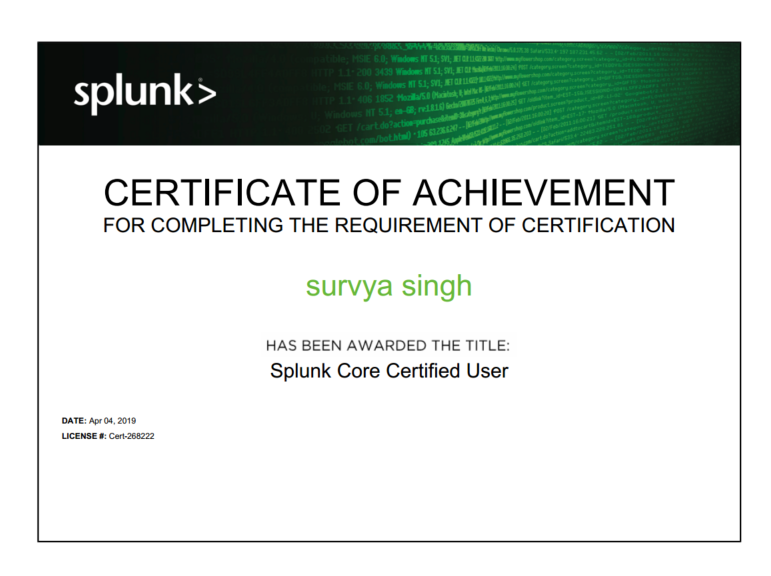 splunk>
CERTIFICATE OF ACHIEVEMENT
FOR COMPLETING THE REQUIREMENT OF CERTIFICATION
survya singh
HAS BEEN AWARDED THE TITLE:
Splunk Core Certified User
DATE: Apr 04, 2019
LICENSE #: Cert-268222